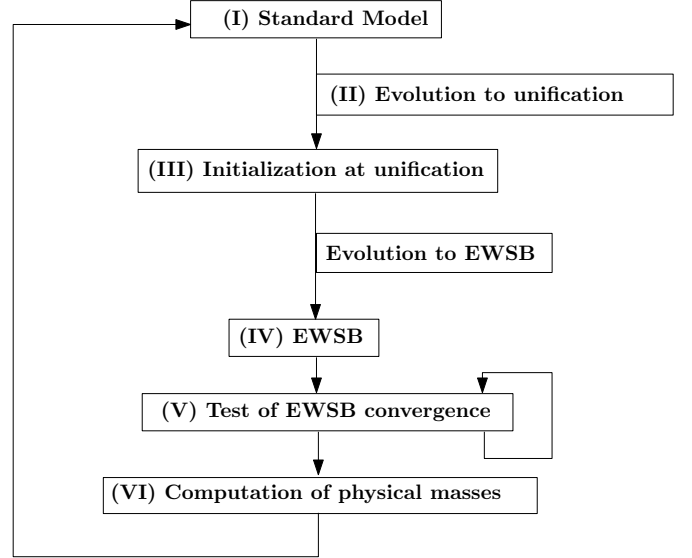 (I) Standard Model
(II) Evolution to unification
(III) Initialization at unification
Evolution to EWSB
(IV) EWSB
(V) Test of EWSB convergence
(VI) Computation of physical masses